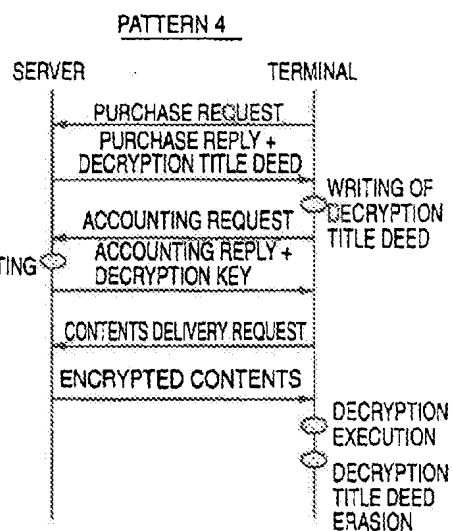 PATTERN 4
SERVER
TERMINAL
PURCHASE REQUEST
PURCHASE REPLY +
DECRYPTION TITLE DEED
WRITING OF
DECRYPTION
TITLE DEED
ACCOUNTING REQUEST
TING
ACCOUNTING REPLY +
DECRYPTION KEY
CONTENTS DELIVERY REQUEST
ENCRYPTED CONTENTS
DECRYPTION
EXECUTION
DECRYPTION
TITLE DEED
ERASION